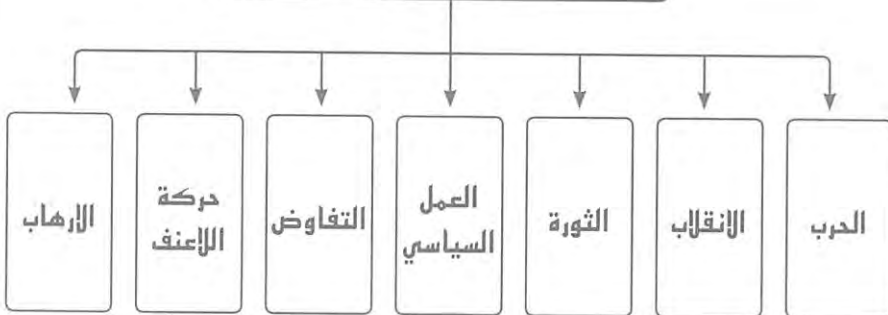 الحرب
الانقلاب
الثورة
العمل
السياسي
التفاوض
حركة
اللاعنف
الإرهاب